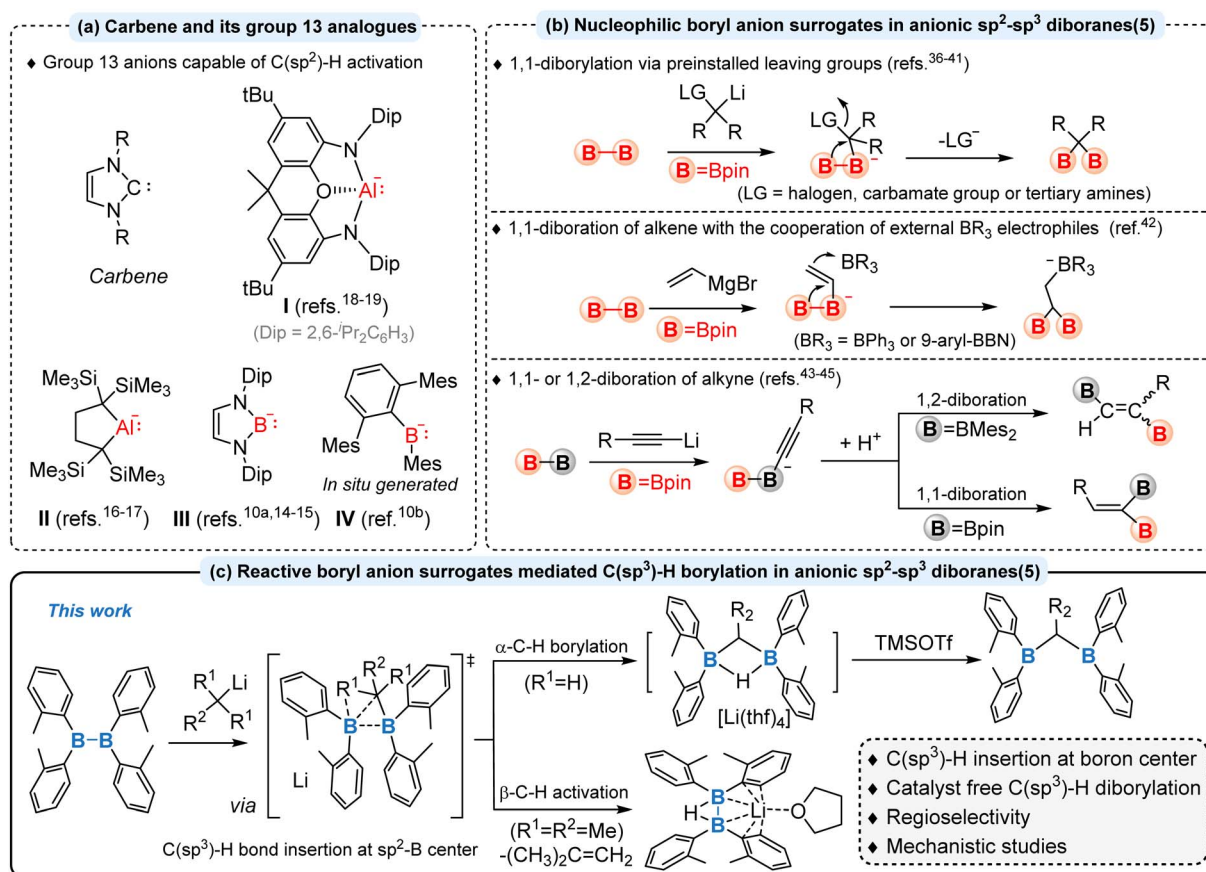 (a) Carbene and its group 13 analogues
♦ Group 13 anions capable of C(sp²)-H activation
R
N
C:
N
R
Carbene
tBu
Dip
N
O
Al⁻:
N
Dip
tBu
I (refs.¹⁸⁻¹⁹)
(Dip = 2,6-ⁱPr₂C₆H₃)
Me₃Si
SiMe₃
Al⁻:
Me₃Si
SiMe₃
II (refs.¹⁶⁻¹⁷)
Dip
N
B⁻:
N
Dip
III (refs.¹⁰ᵃ,¹⁴⁻¹⁵)
Mes
B⁻:
Mes
Mes
In situ generated
IV (ref.¹⁰ᵇ)
(b) Nucleophilic boryl anion surrogates in anionic sp²-sp³ diboranes(5)
♦ 1,1-diborylation via preinstalled leaving groups (refs.³⁶⁻⁴¹)
LG Li
R R
B B
B=Bpin
LG R
R
B B⁻
-LG⁻
R R
B B
(LG = halogen, carbamate group or tertiary amines)
♦ 1,1-diboration of alkene with the cooperation of external BR₃ electrophiles (ref.⁴²)
MgBr
B B
B=Bpin
BR₃
B B⁻
(BR₃ = BPh₃ or 9-aryl-BBN)
⁻BR₃
B B
♦ 1,1- or 1,2-diboration of alkyne (refs.⁴³⁻⁴⁵)
B B
R Li
B=Bpin
R
B B⁻
+ H⁺
1,2-diboration
B=BMes₂
B R
C=C
H B
1,1-diboration
B=Bpin
R B
B
(c) Reactive boryl anion surrogates mediated C(sp³)-H borylation in anionic sp²-sp³ diboranes(5)
This work
B-B
R¹ Li
R² R¹
via
R¹ R² R¹
B B
Li
‡
C(sp³)-H bond insertion at sp²-B center
α-C-H borylation
(R¹=H)
R₂
B B
H
[Li(thf)₄]
TMSOTf
R₂
B B
β-C-H activation
(R¹=R²=Me)
-(CH₃)₂C=CH₂
B
H Li O
B
♦ C(sp³)-H insertion at boron center
♦ Catalyst free C(sp³)-H diborylation
♦ Regioselectivity
♦ Mechanistic studies